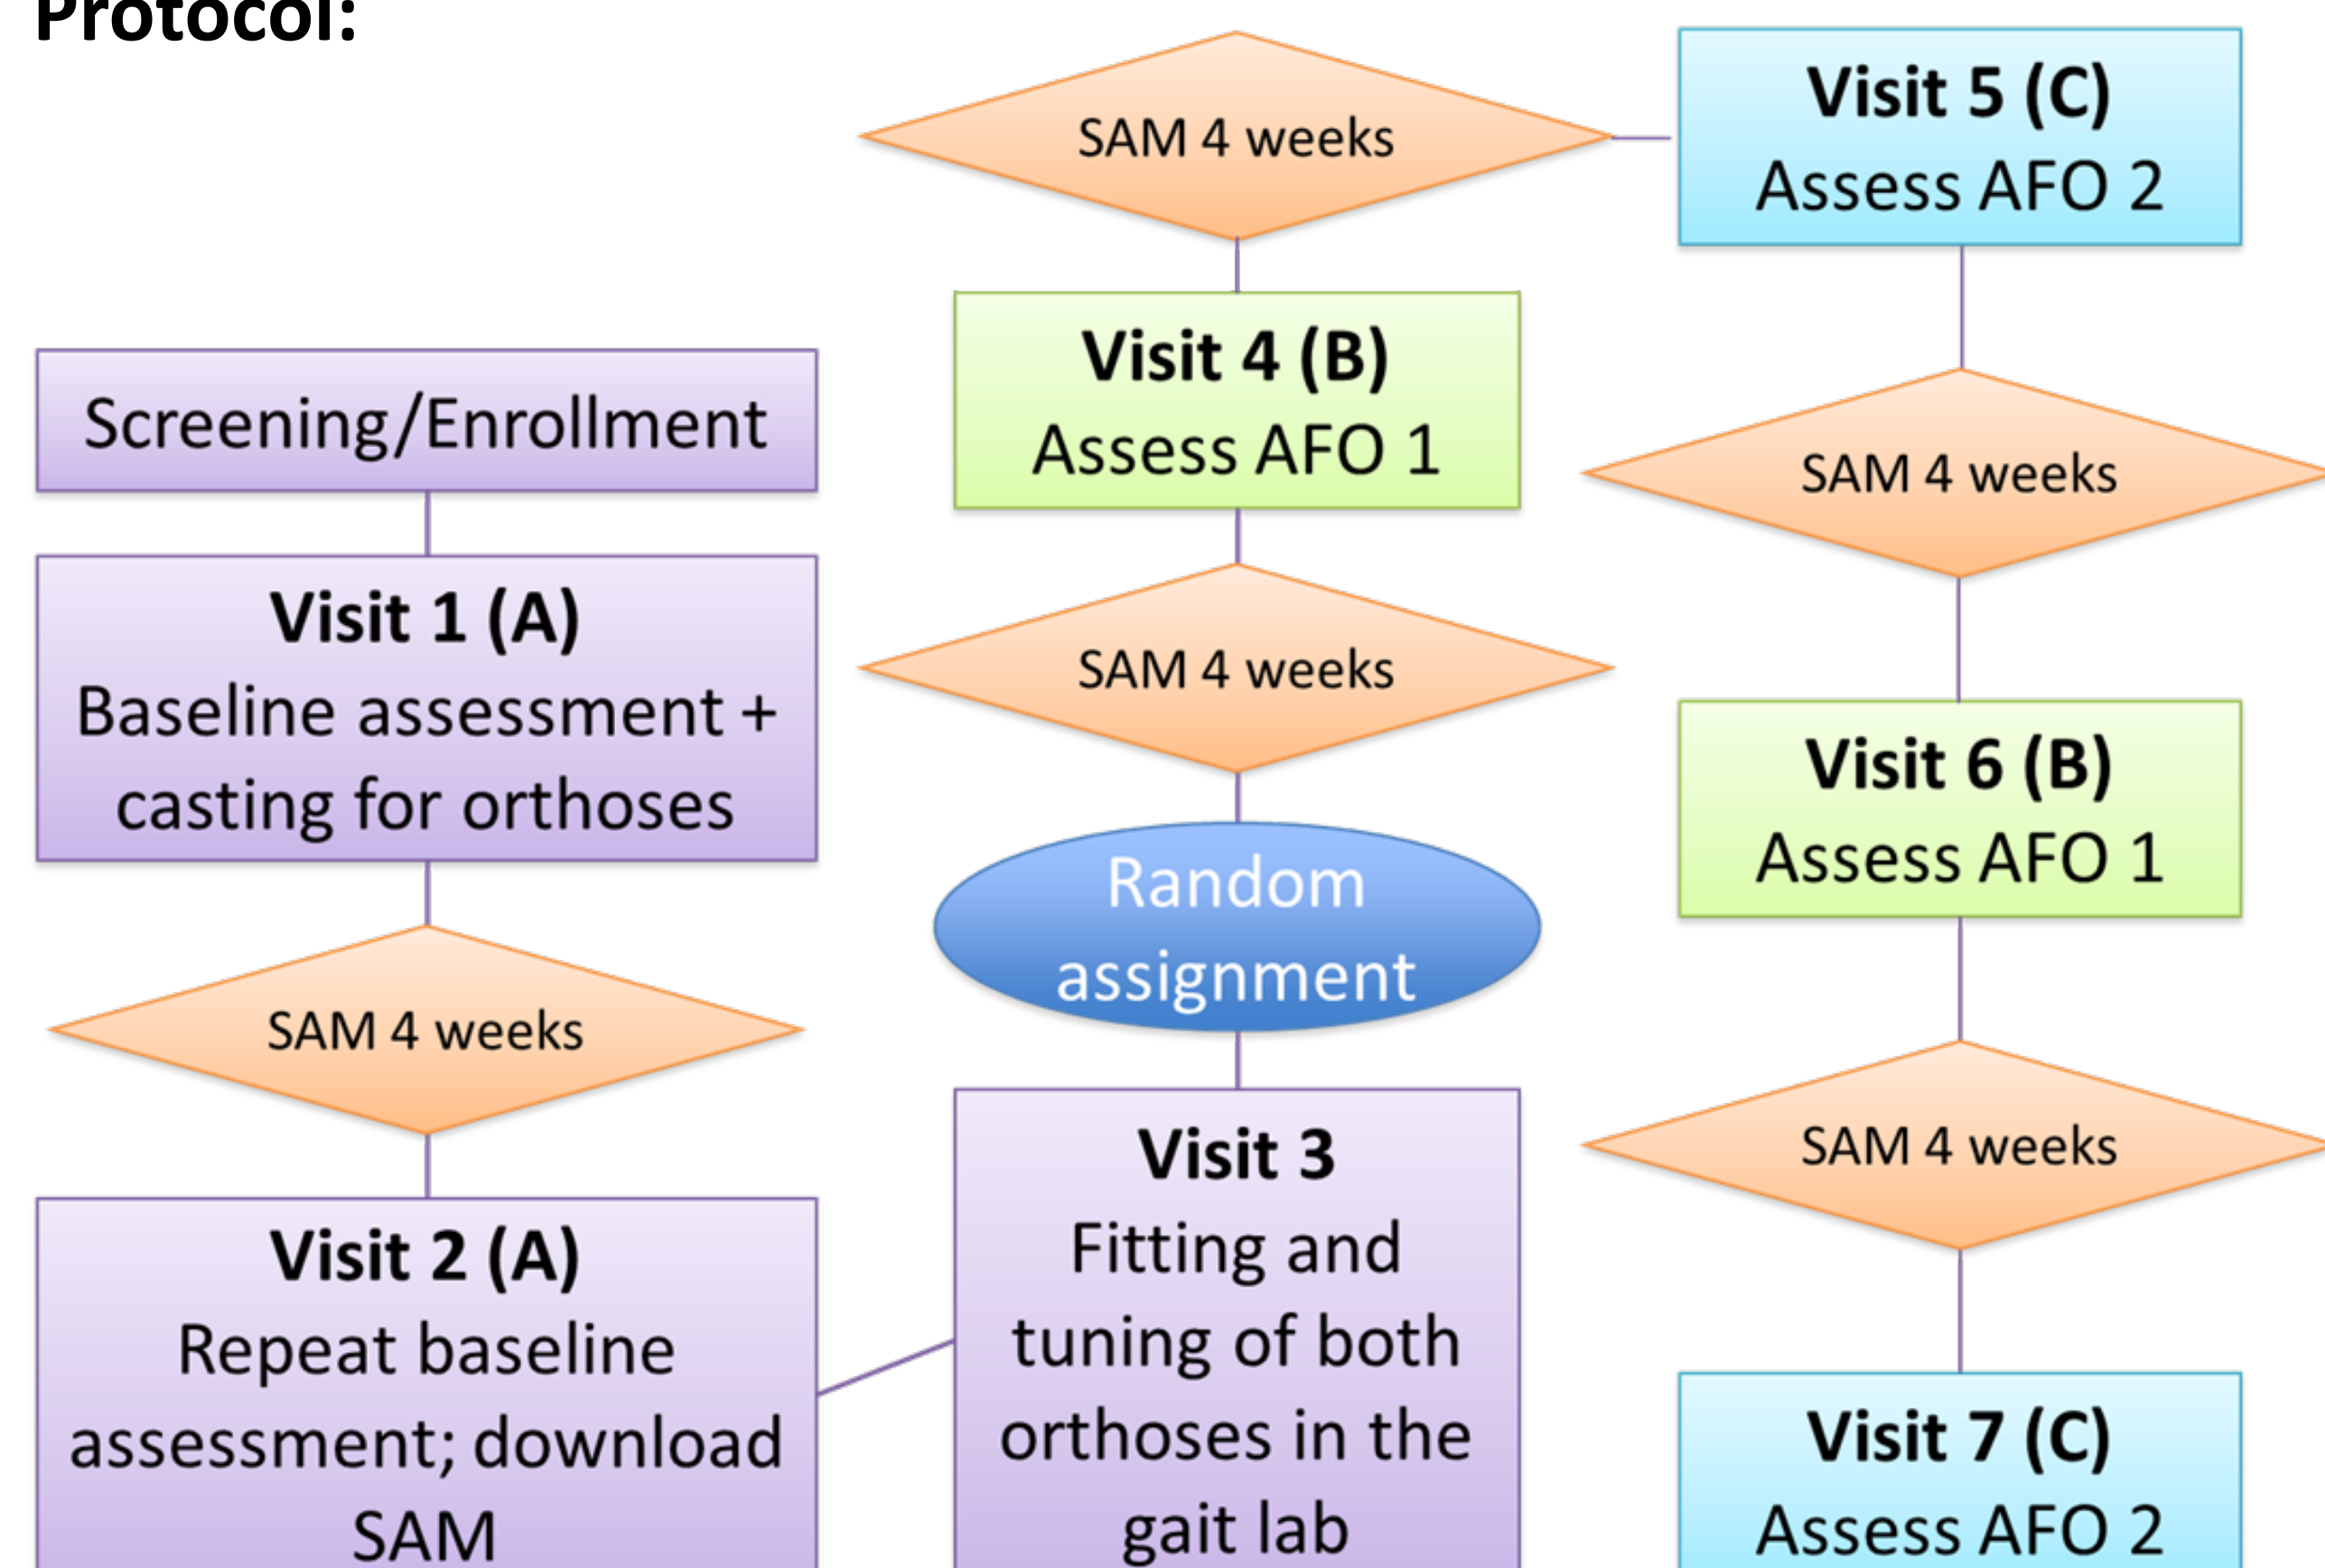 Protocol:
Screening/Enrollment
Visit 1 (A)
Baseline assessment +
casting for orthoses
SAM 4 weeks
Visit 2 (A)
Repeat baseline
assessment; download
SAM
Visit 3
Fitting and
tuning of both
orthoses in the
gait lab
Random
assignment
SAM 4 weeks
Visit 4 (B)
Assess AFO 1
SAM 4 weeks
Visit 5 (C)
Assess AFO 2
SAM 4 weeks
Visit 6 (B)
Assess AFO 1
SAM 4 weeks
Visit 7 (C)
Assess AFO 2